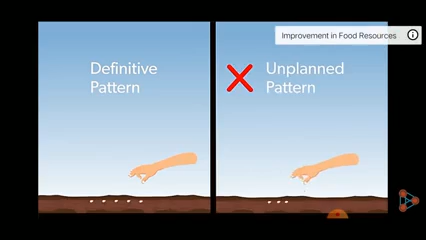 Improvement in Food Resources
Definitive
Pattern
Unplanned
Pattern